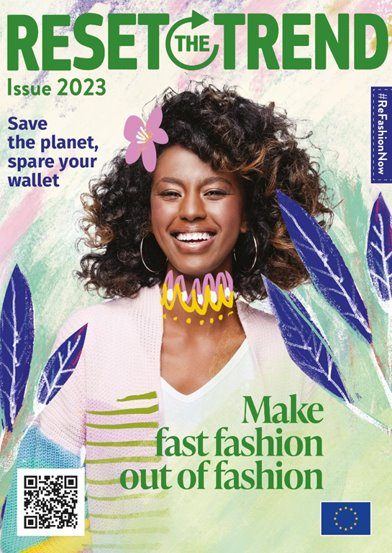 RESET THE TREND
Issue 2023
#ReFashionNow
Save
the planet,
spare your
wallet
Make
fast fashion
out of fashion